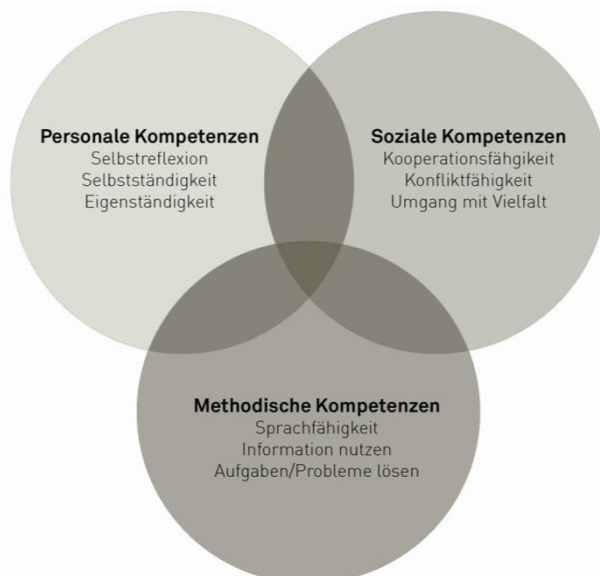 Personale Kompetenzen
Selbstreflexion
Selbstständigkeit
Eigenständigkeit
Soziale Kompetenzen
Kooperationsfähgikeit
Konfliktfähigkeit
Umgang mit Vielfalt
Methodische Kompetenzen
Sprachfähigkeit
Information nutzen
Aufgaben/Probleme lösen